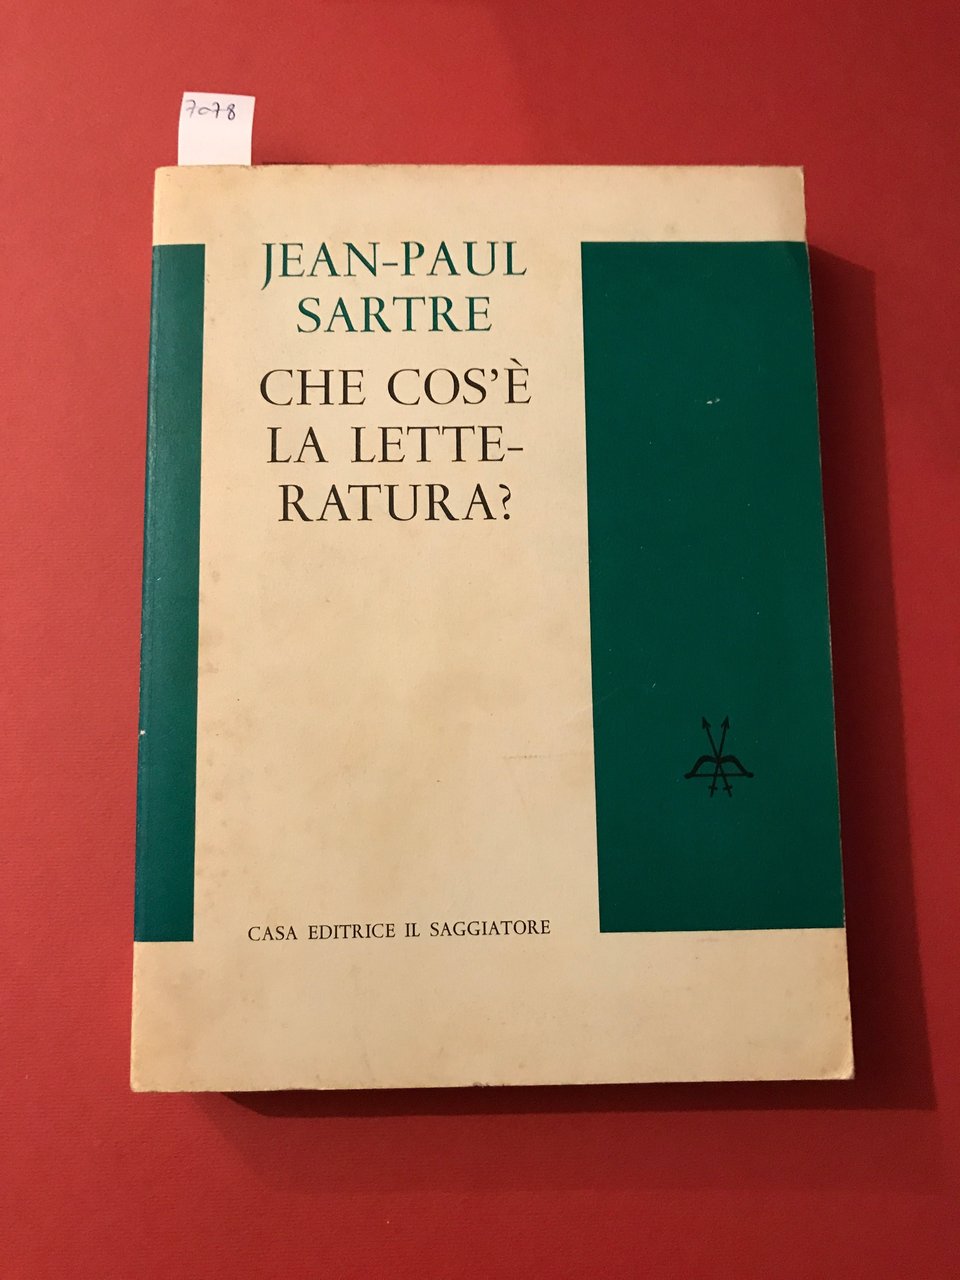 7078
JEAN-PAUL
SARTRE
CHE COS'È
LA LETTE-
RATURA?
CASA EDITRICE IL SAGGIATORE